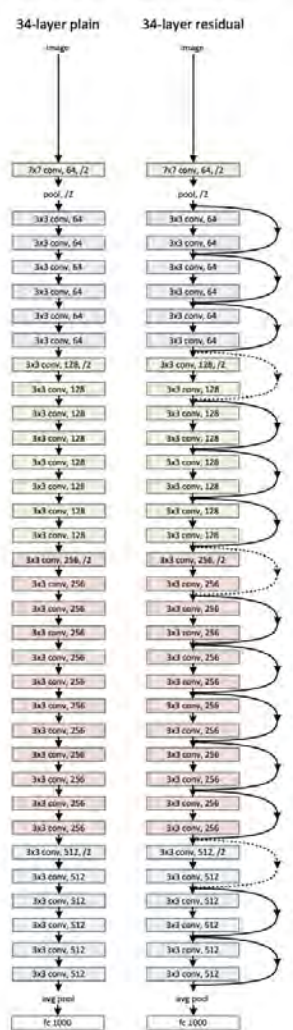 34-layer plain
image
7x7 conv, 64, /2
pool, /2
3x3 conv, 64
3x3 conv, 64
3x3 conv, 64
3x3 conv, 64
3x3 conv, 64
3x3 conv, 64
3x3 conv, 128, /2
3x3 conv, 128
3x3 conv, 128
3x3 conv, 128
3x3 conv, 128
3x3 conv, 128
3x3 conv, 128
3x3 conv, 128
3x3 conv, 256, /2
3x3 conv, 256
3x3 conv, 256
3x3 conv, 256
3x3 conv, 256
3x3 conv, 256
3x3 conv, 256
3x3 conv, 256
3x3 conv, 256
3x3 conv, 256
3x3 conv, 256
3x3 conv, 256
3x3 conv, 512, /2
3x3 conv, 512
3x3 conv, 512
3x3 conv, 512
3x3 conv, 512
3x3 conv, 512
avg pool
fc 1000
34-layer residual
image
7x7 conv, 64, /2
pool, /2
3x3 conv, 64
3x3 conv, 64
3x3 conv, 64
3x3 conv, 64
3x3 conv, 64
3x3 conv, 64
3x3 conv, 128, /2
3x3 conv, 128
3x3 conv, 128
3x3 conv, 128
3x3 conv, 128
3x3 conv, 128
3x3 conv, 128
3x3 conv, 128
3x3 conv, 256, /2
3x3 conv, 256
3x3 conv, 256
3x3 conv, 256
3x3 conv, 256
3x3 conv, 256
3x3 conv, 256
3x3 conv, 256
3x3 conv, 256
3x3 conv, 256
3x3 conv, 256
3x3 conv, 256
3x3 conv, 512, /2
3x3 conv, 512
3x3 conv, 512
3x3 conv, 512
3x3 conv, 512
3x3 conv, 512
avg pool
fc 1000